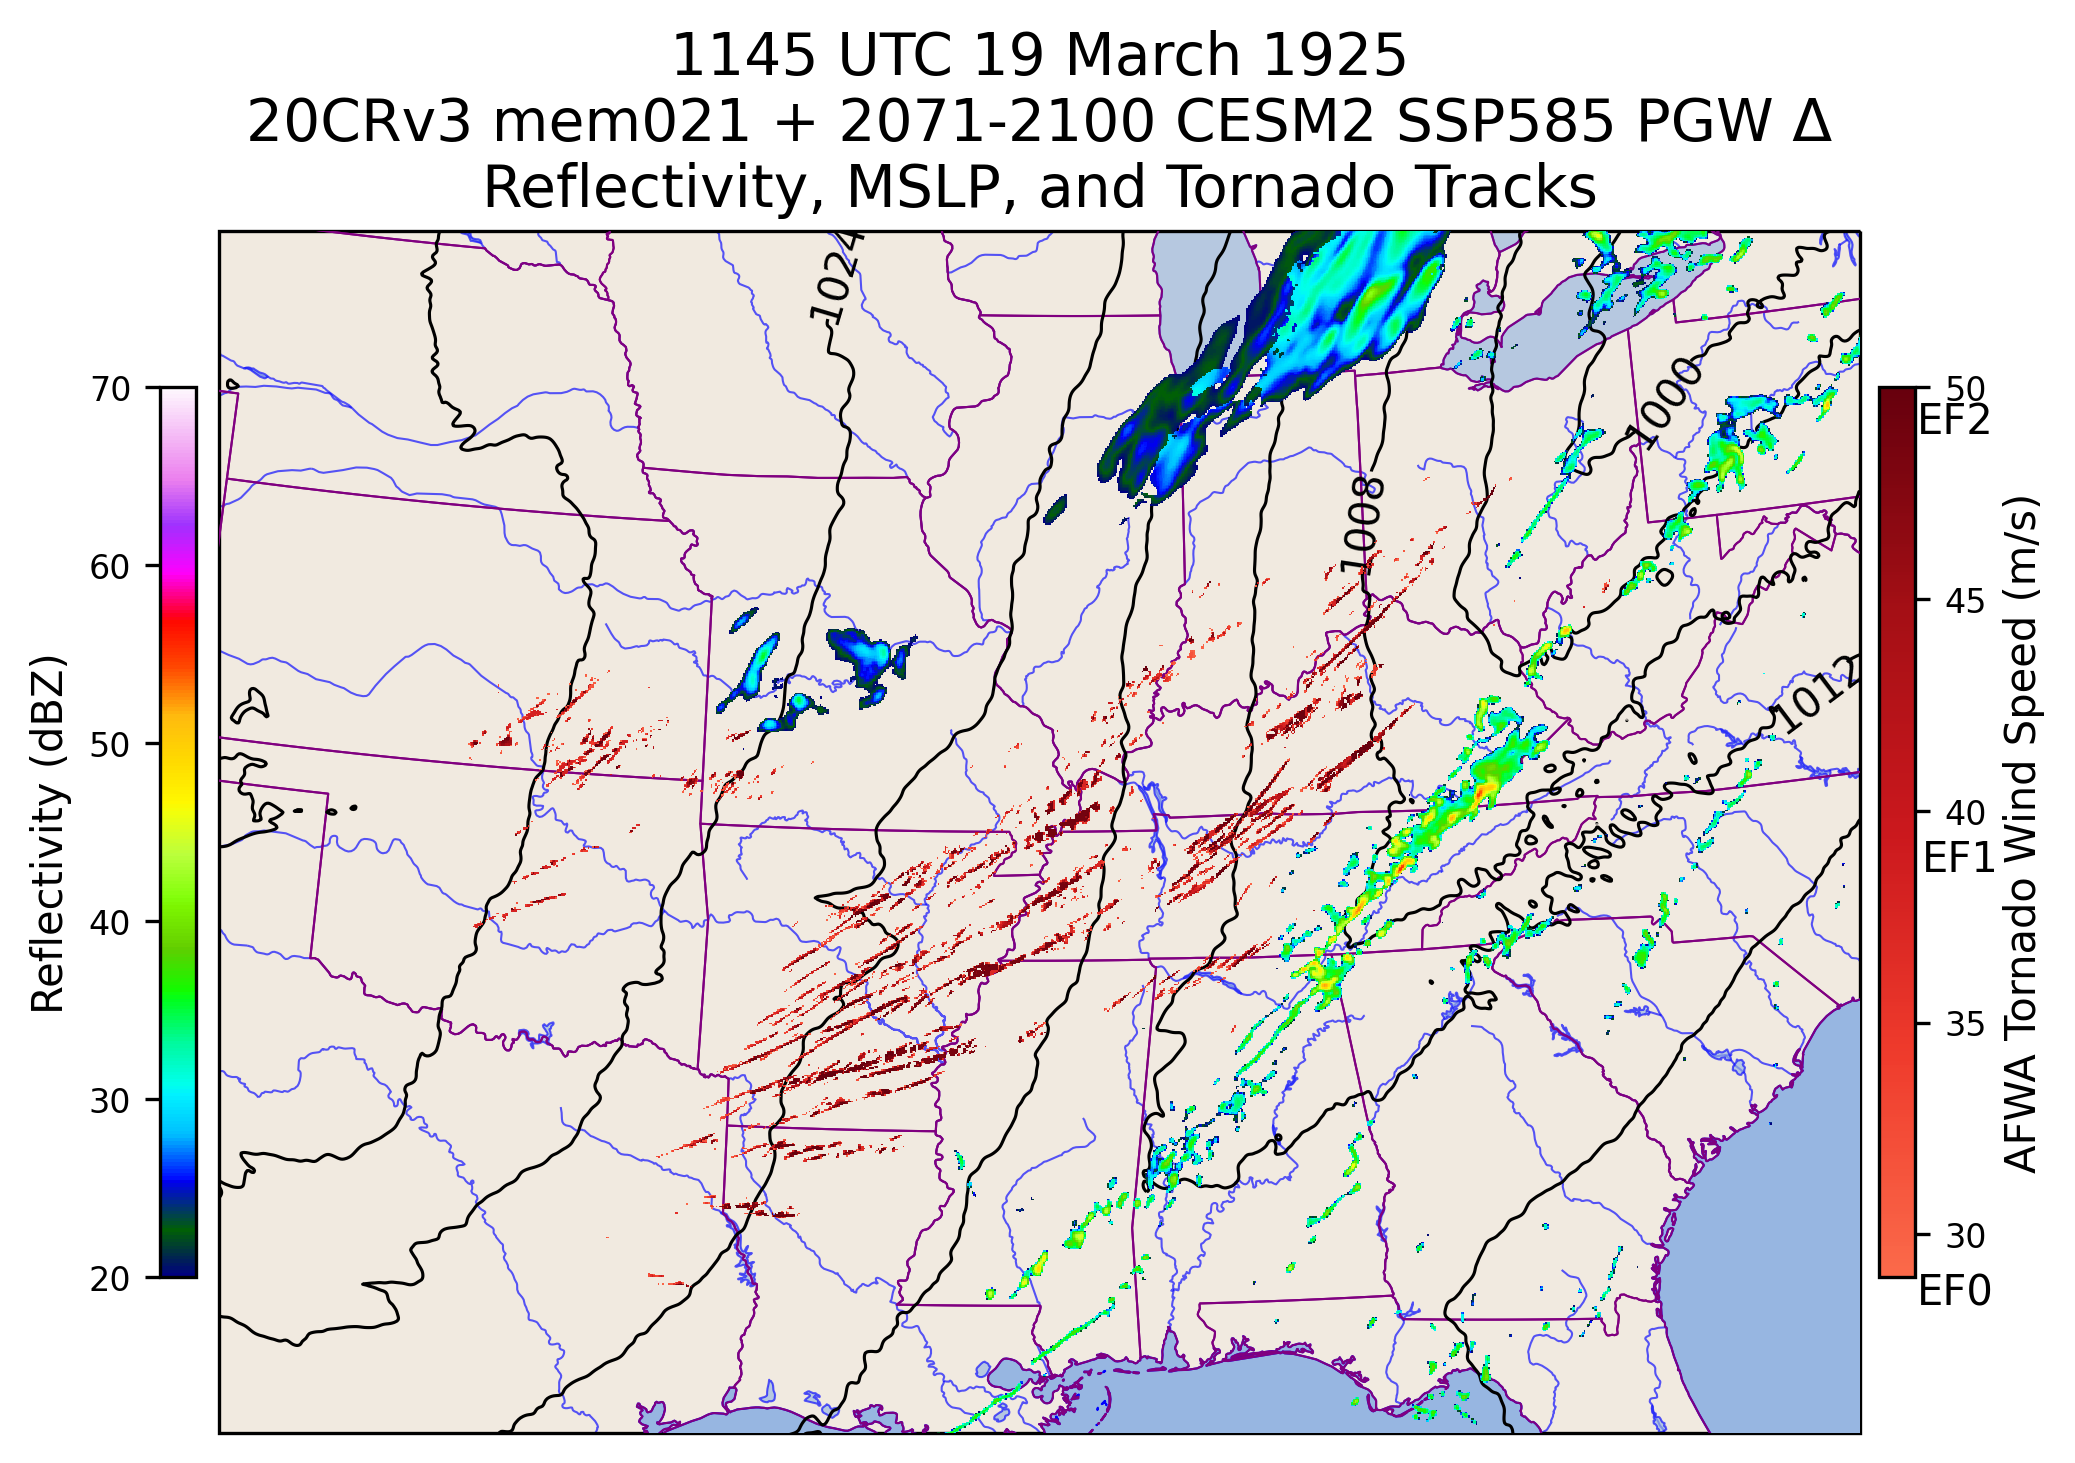 1145 UTC 19 March 1925
20CRv3 mem021 + 2071-2100 CESM2 SSP585 PGW Δ
Reflectivity, MSLP, and Tornado Tracks
1024
1000
1008
1012
70
60
50
40
30
20
Reflectivity (dBZ)
50
EF2
45
40
EF1
35
30
EF0
AFWA Tornado Wind Speed (m/s)